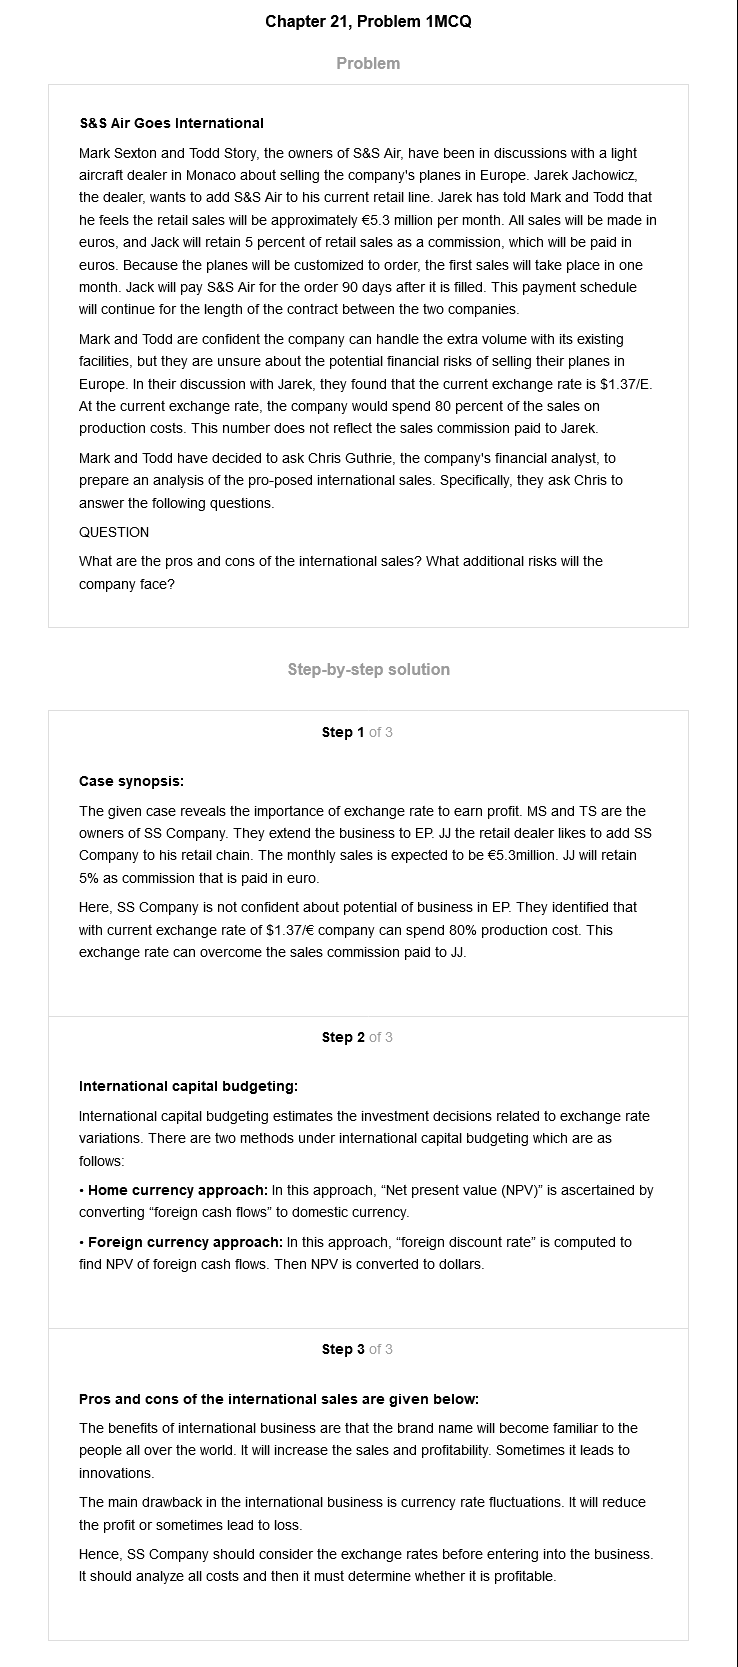 Chapter 21, Problem 1MCQ
Problem
S&S Air Goes International
Mark Sexton and Todd Story, the owners of S&S Air, have been in discussions with a light
aircraft dealer in Monaco about selling the company's planes in Europe. Jarek Jachowicz,
the dealer, wants to add S&S Air to his current retail line. Jarek has told Mark and Todd that
he feels the retail sales will be approximately €5.3 million per month. All sales will be made in
euros, and Jack will retain 5 percent of retail sales as a commission, which will be paid in
euros. Because the planes will be customized to order, the first sales will take place in one
month. Jack will pay S&S Air for the order 90 days after it is filled. This payment schedule
will continue for the length of the contract between the two companies.
Mark and Todd are confident the company can handle the extra volume with its existing
facilities, but they are unsure about the potential financial risks of selling their planes in
Europe. In their discussion with Jarek, they found that the current exchange rate is $1.37/E.
At the current exchange rate, the company would spend 80 percent of the sales on
production costs. This number does not reflect the sales commission paid to Jarek.
Mark and Todd have decided to ask Chris Guthrie, the company's financial analyst, to
prepare an analysis of the pro-posed international sales. Specifically, they ask Chris to
answer the following questions.
QUESTION
What are the pros and cons of the international sales? What additional risks will the
company face?
Step-by-step solution
Step 1 of 3
Case synopsis:
The given case reveals the importance of exchange rate to earn profit. MS and TS are the
owners of SS Company. They extend the business to EP. JJ the retail dealer likes to add SS
Company to his retail chain. The monthly sales is expected to be €5.3million. JJ will retain
5% as commission that is paid in euro.
Here, SS Company is not confident about potential of business in EP. They identified that
with current exchange rate of $1.37/€ company can spend 80% production cost. This
exchange rate can overcome the sales commission paid to JJ.
Step 2 of 3
International capital budgeting:
International capital budgeting estimates the investment decisions related to exchange rate
variations. There are two methods under international capital budgeting which are as
follows:
• Home currency approach: In this approach, “Net present value (NPV)” is ascertained by
converting “foreign cash flows” to domestic currency.
• Foreign currency approach: In this approach, “foreign discount rate” is computed to
find NPV of foreign cash flows. Then NPV is converted to dollars.
Step 3 of 3
Pros and cons of the international sales are given below:
The benefits of international business are that the brand name will become familiar to the
people all over the world. It will increase the sales and profitability. Sometimes it leads to
innovations.
The main drawback in the international business is currency rate fluctuations. It will reduce
the profit or sometimes lead to loss.
Hence, SS Company should consider the exchange rates before entering into the business.
It should analyze all costs and then it must determine whether it is profitable.